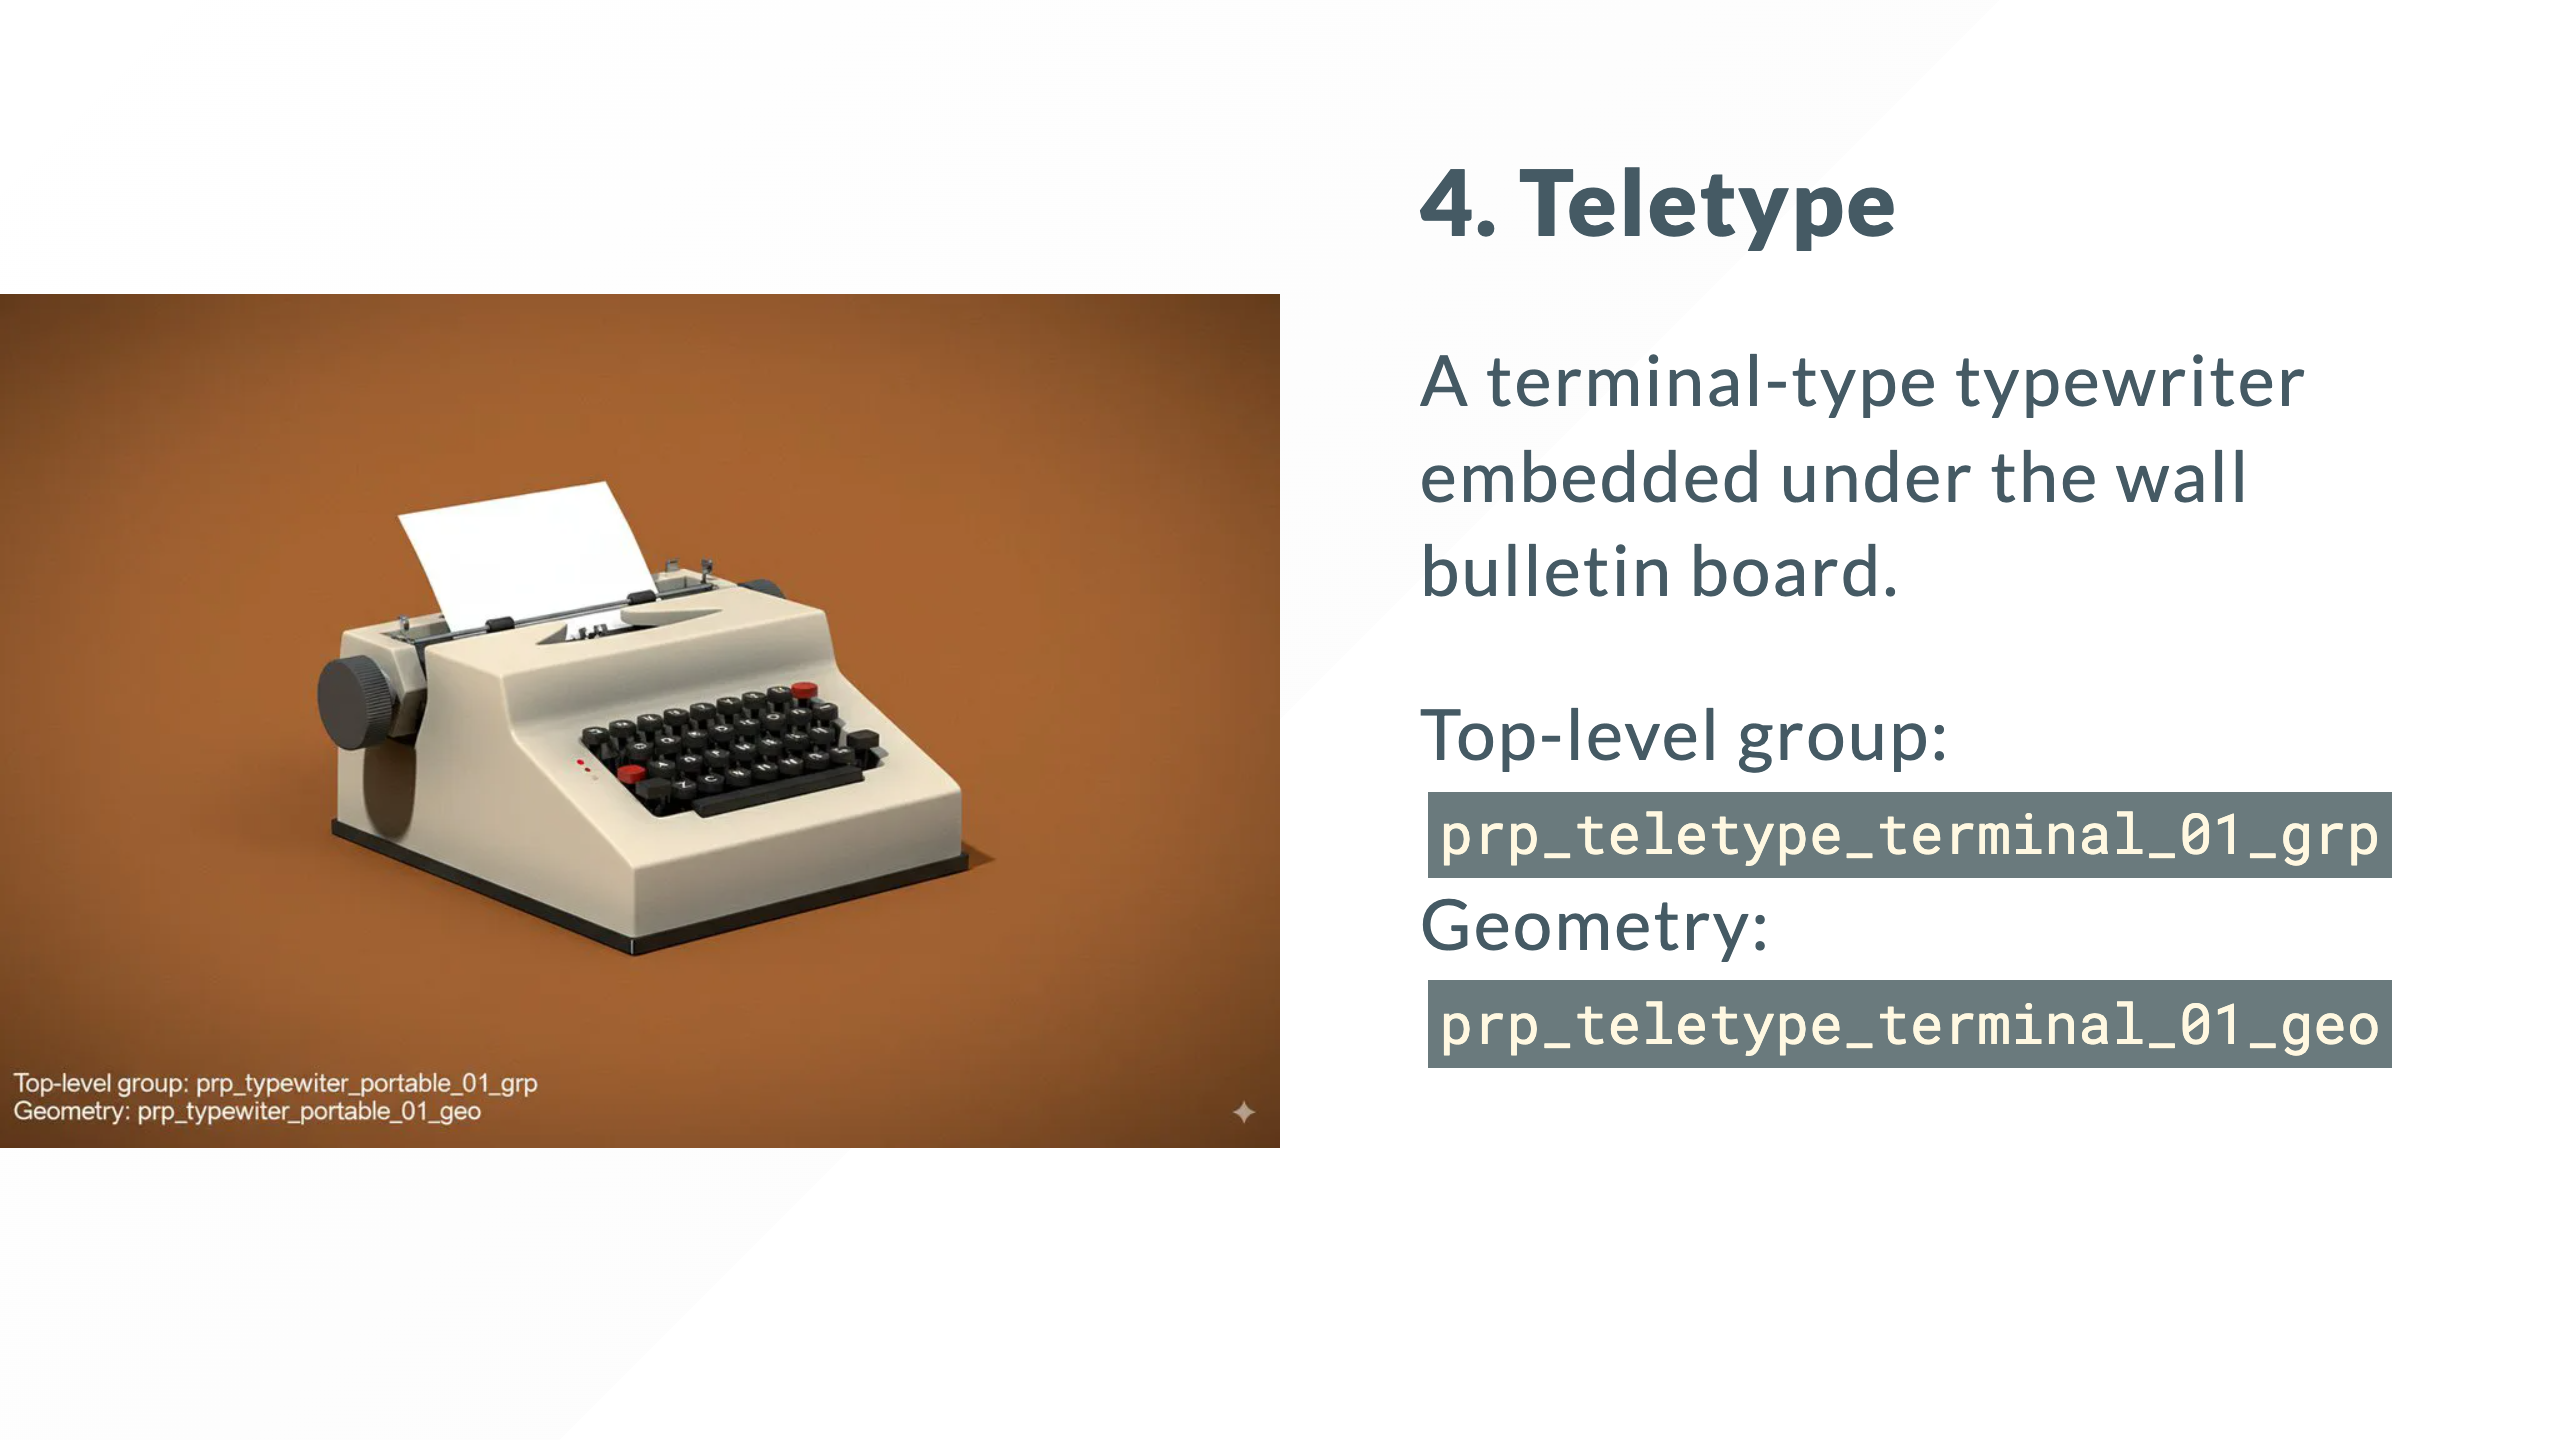 4. Teletype
A terminal-type typewriter
embedded under the wall
bulletin board.
Top-level group:
prp_teletype_terminal_01_grp
Geometry:
prp_teletype_terminal_01_geo
Top-level group: prp_typewiter_portable_01_grp
Geometry: prp_typewiter_portable_01_geo